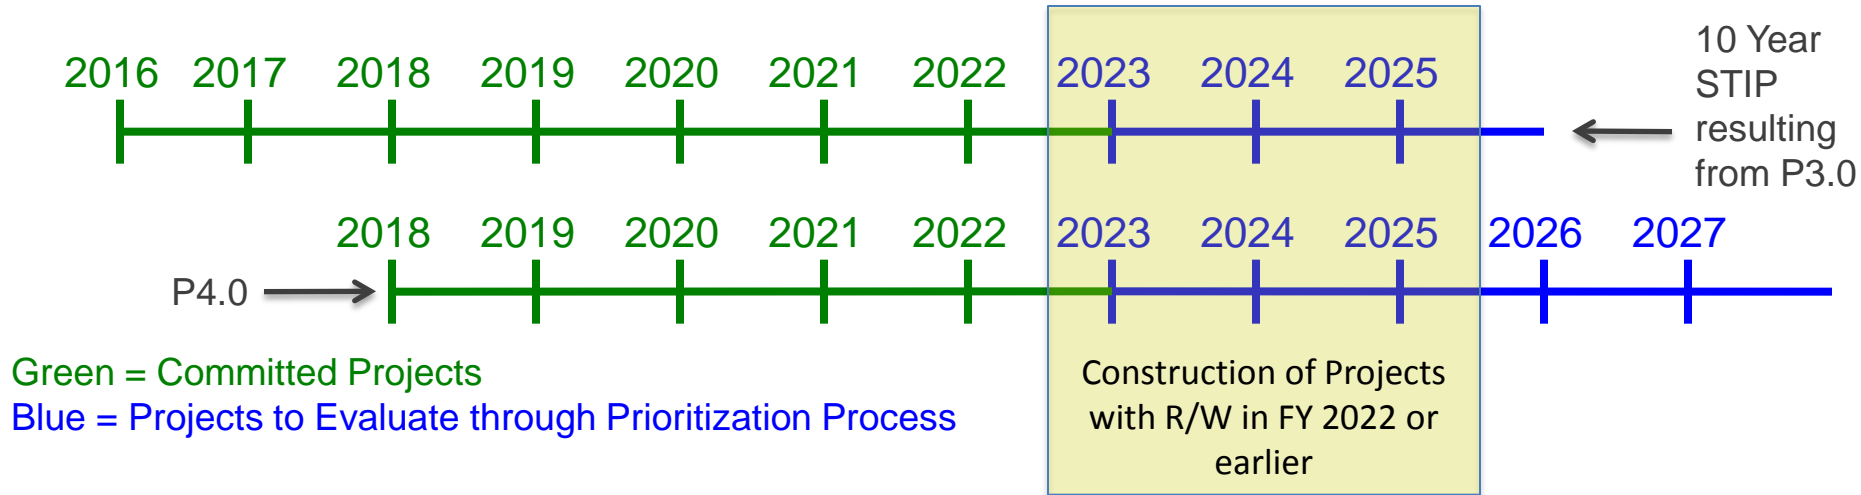 2016 2017 2018 2019 2020 2021 2022 2023 2024 2025
10 Year
STIP
resulting
from P3.0
2018 2019 2020 2021 2022 2023 2024 2025 2026 2027
P4.0
Green = Committed Projects
Blue = Projects to Evaluate through Prioritization Process
Construction of Projects
with R/W in FY 2022 or
earlier